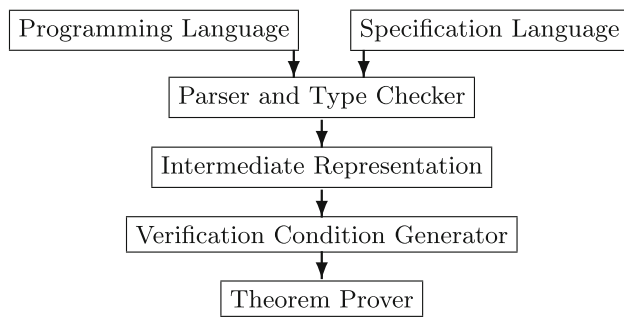 Programming Language
Specification Language
Parser and Type Checker
Intermediate Representation
Verification Condition Generator
Theorem Prover